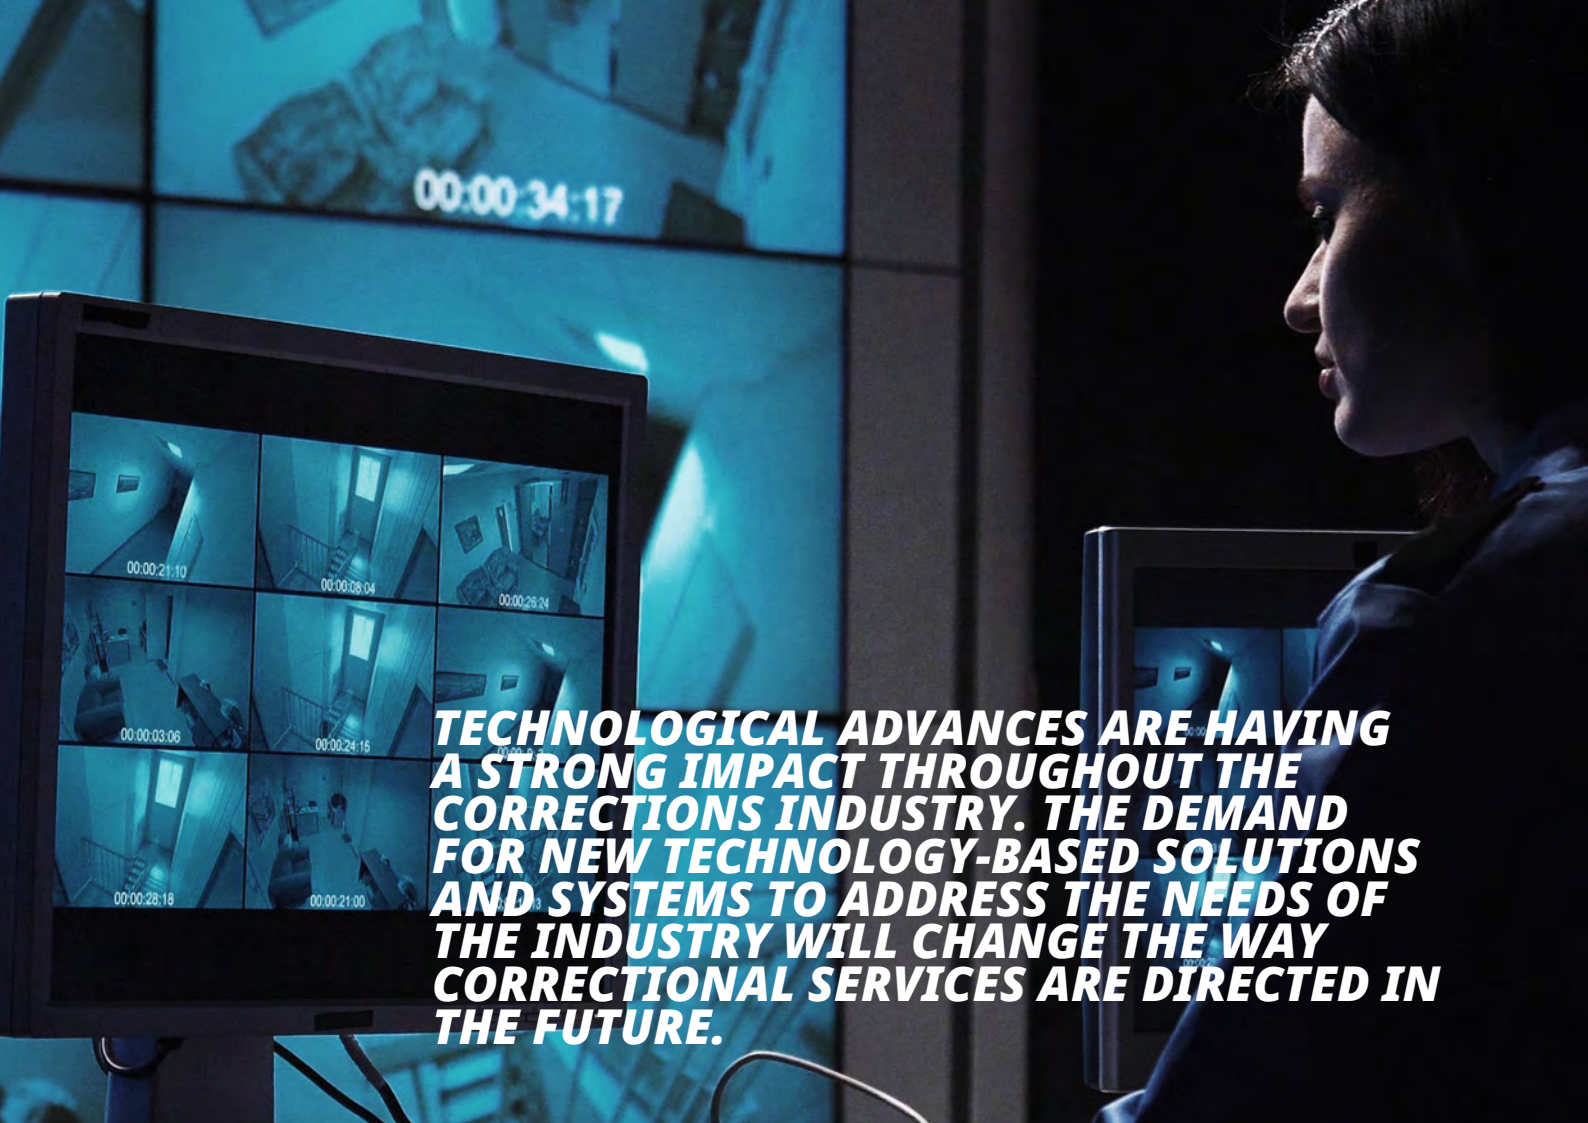 00:00:34:17
00:00:21:10
00:00:08:04
00:00:26:24
00:00:03:06
00:00:24:15
00:00:28:18
00:00:21:00
TECHNOLOGICAL ADVANCES ARE HAVING
A STRONG IMPACT THROUGHOUT THE
CORRECTIONS INDUSTRY. THE DEMAND
FOR NEW TECHNOLOGY-BASED SOLUTIONS
AND SYSTEMS TO ADDRESS THE NEEDS OF
THE INDUSTRY WILL CHANGE THE WAY
CORRECTIONAL SERVICES ARE DIRECTED IN
THE FUTURE.